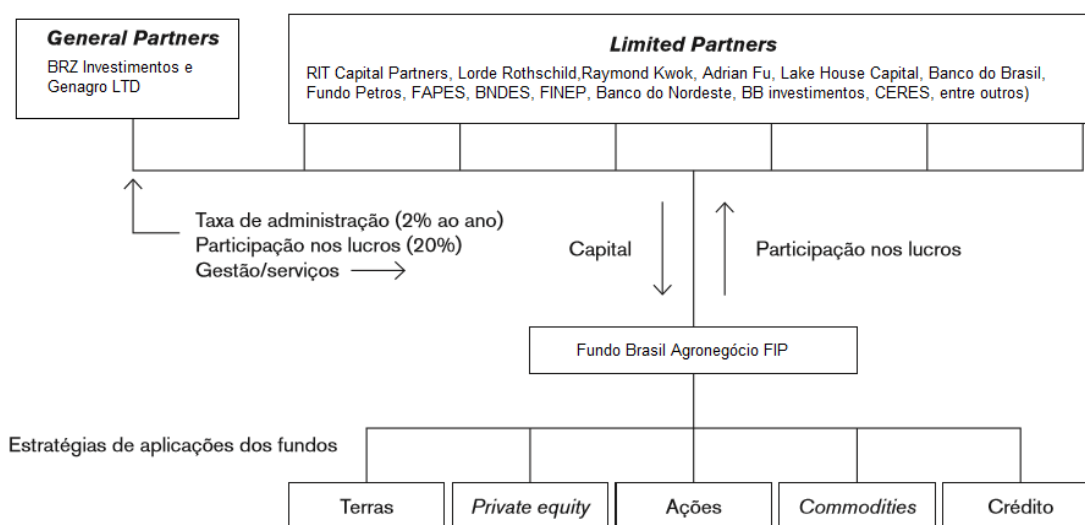 General Partners
BRZ Investimentos e
Genagro LTD
Limited Partners
RIT Capital Partners, Lorde Rothschild,Raymond Kwok, Adrian Fu, Lake House Capital, Banco do Brasil,
Fundo Petros, FAPES, BNDES, FINEP, Banco do Nordeste, BB investimentos, CERES, entre outros)
Taxa de administração (2% ao ano)
Participação nos lucros (20%)
Gestão/serviços
Capital
Participação nos lucros
Fundo Brasil Agronegócio FIP
Estratégias de aplicações dos fundos
Terras
Private equity
Ações
Commodities
Crédito